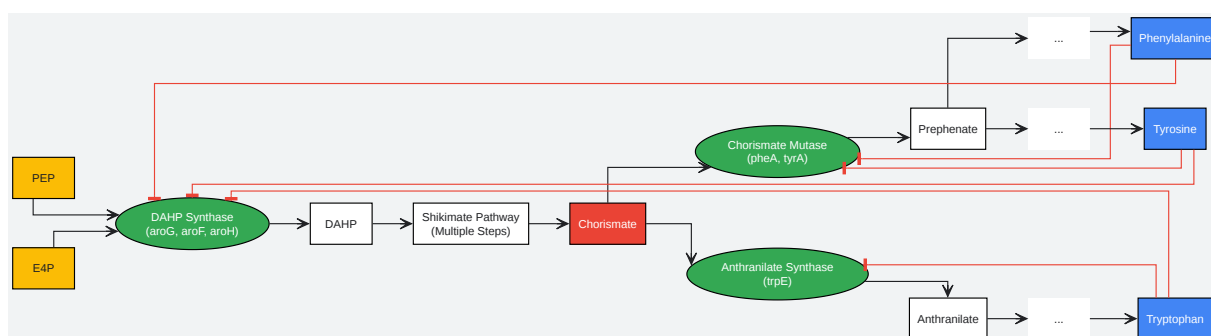 PEP
E4P
DAHP Synthase
(aroG, aroF, aroH)
DAHP
Shikimate Pathway
(Multiple Steps)
Chorismate
Chorismate Mutase
(pheA, tyrA)
Prephenate
...
Phenylalanine
...
Tyrosine
Anthranilate Synthase
(trpE)
Anthranilate
...
Tryptophan